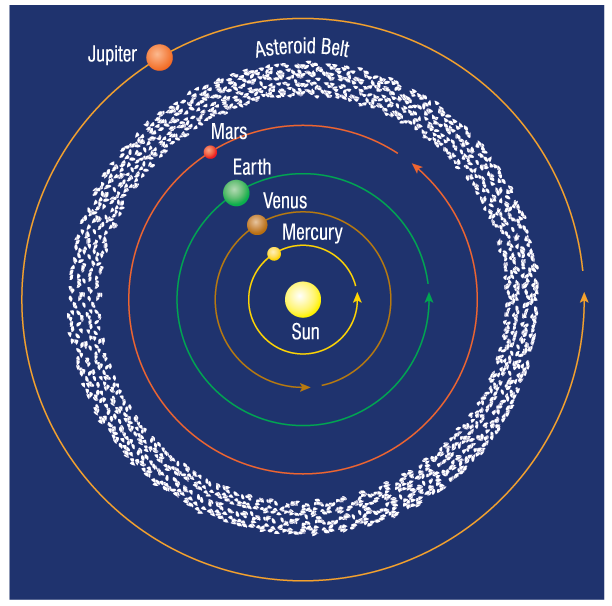 Asteroid Belt
Jupiter
Mars
Earth
Venus
Mercury
Sun